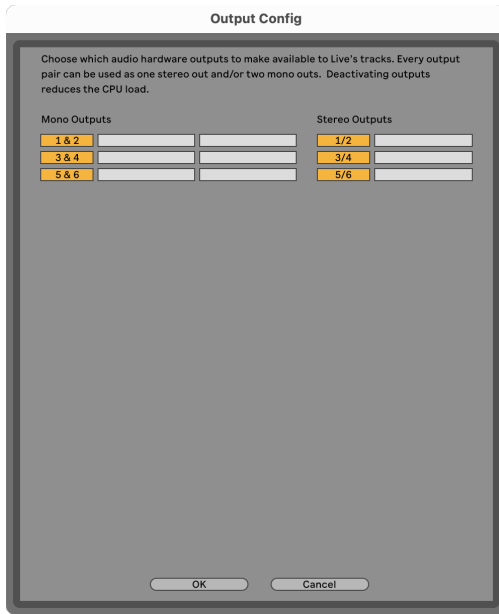 Output Config
Choose which audio hardware outputs to make available to Live's tracks. Every output
pair can be used as one stereo out and/or two mono outs. Deactivating outputs
reduces the CPU load.
Mono Outputs Stereo Outputs
1 & 2 1/2
3 & 4 3/4
5 & 6 5/6
OK Cancel